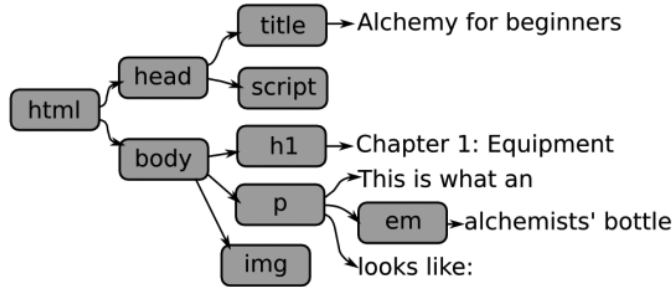 title
Alchemy for beginners
head
script
html
h1
Chapter 1: Equipment
body
This is what an
p
em
alchemists' bottle
img
looks like: